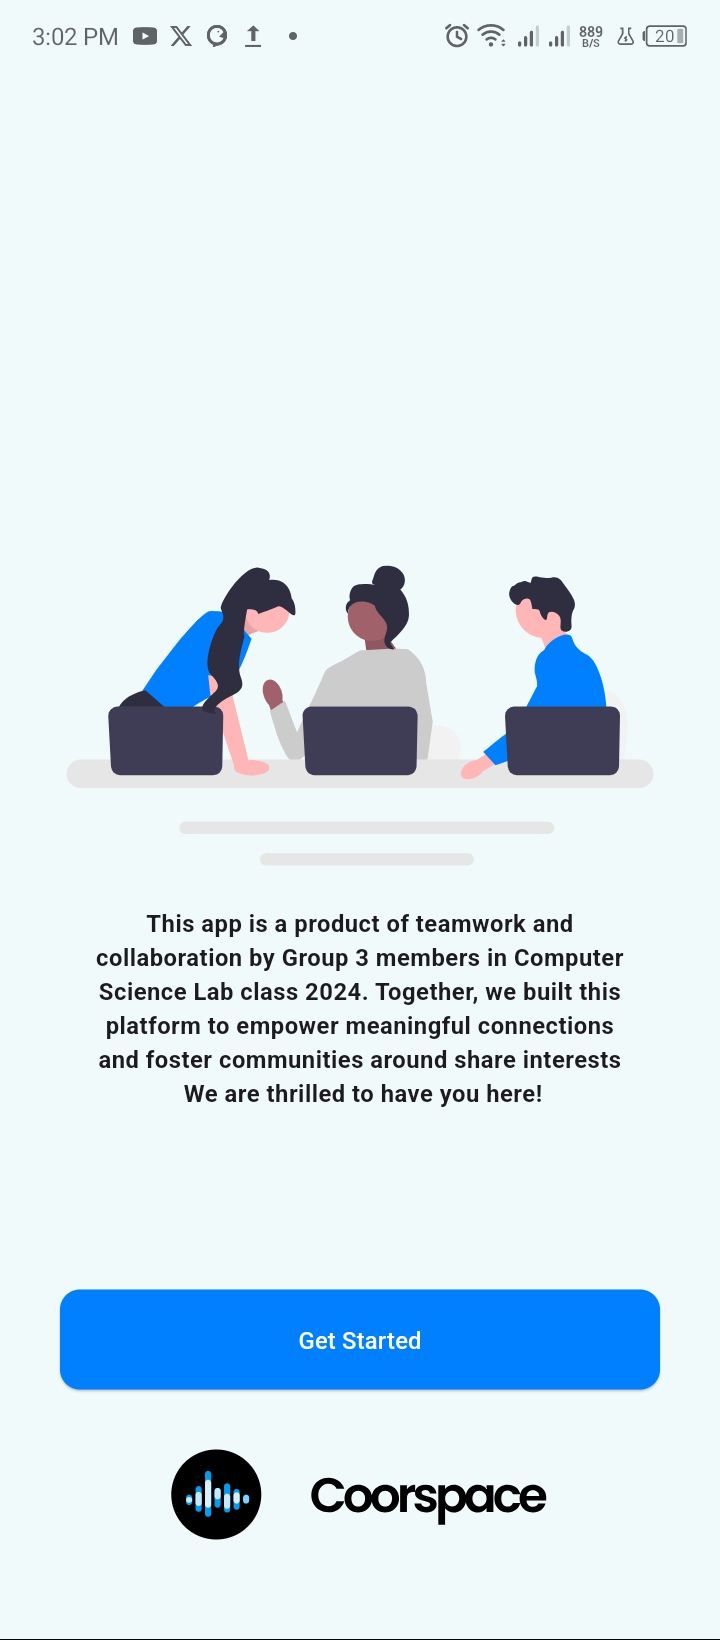 3:02 PM
889
B/S
20
This app is a product of teamwork and
collaboration by Group 3 members in Computer
Science Lab class 2024. Together, we built this
platform to empower meaningful connections
and foster communities around share interests
We are thrilled to have you here!
Get Started
Coorspace